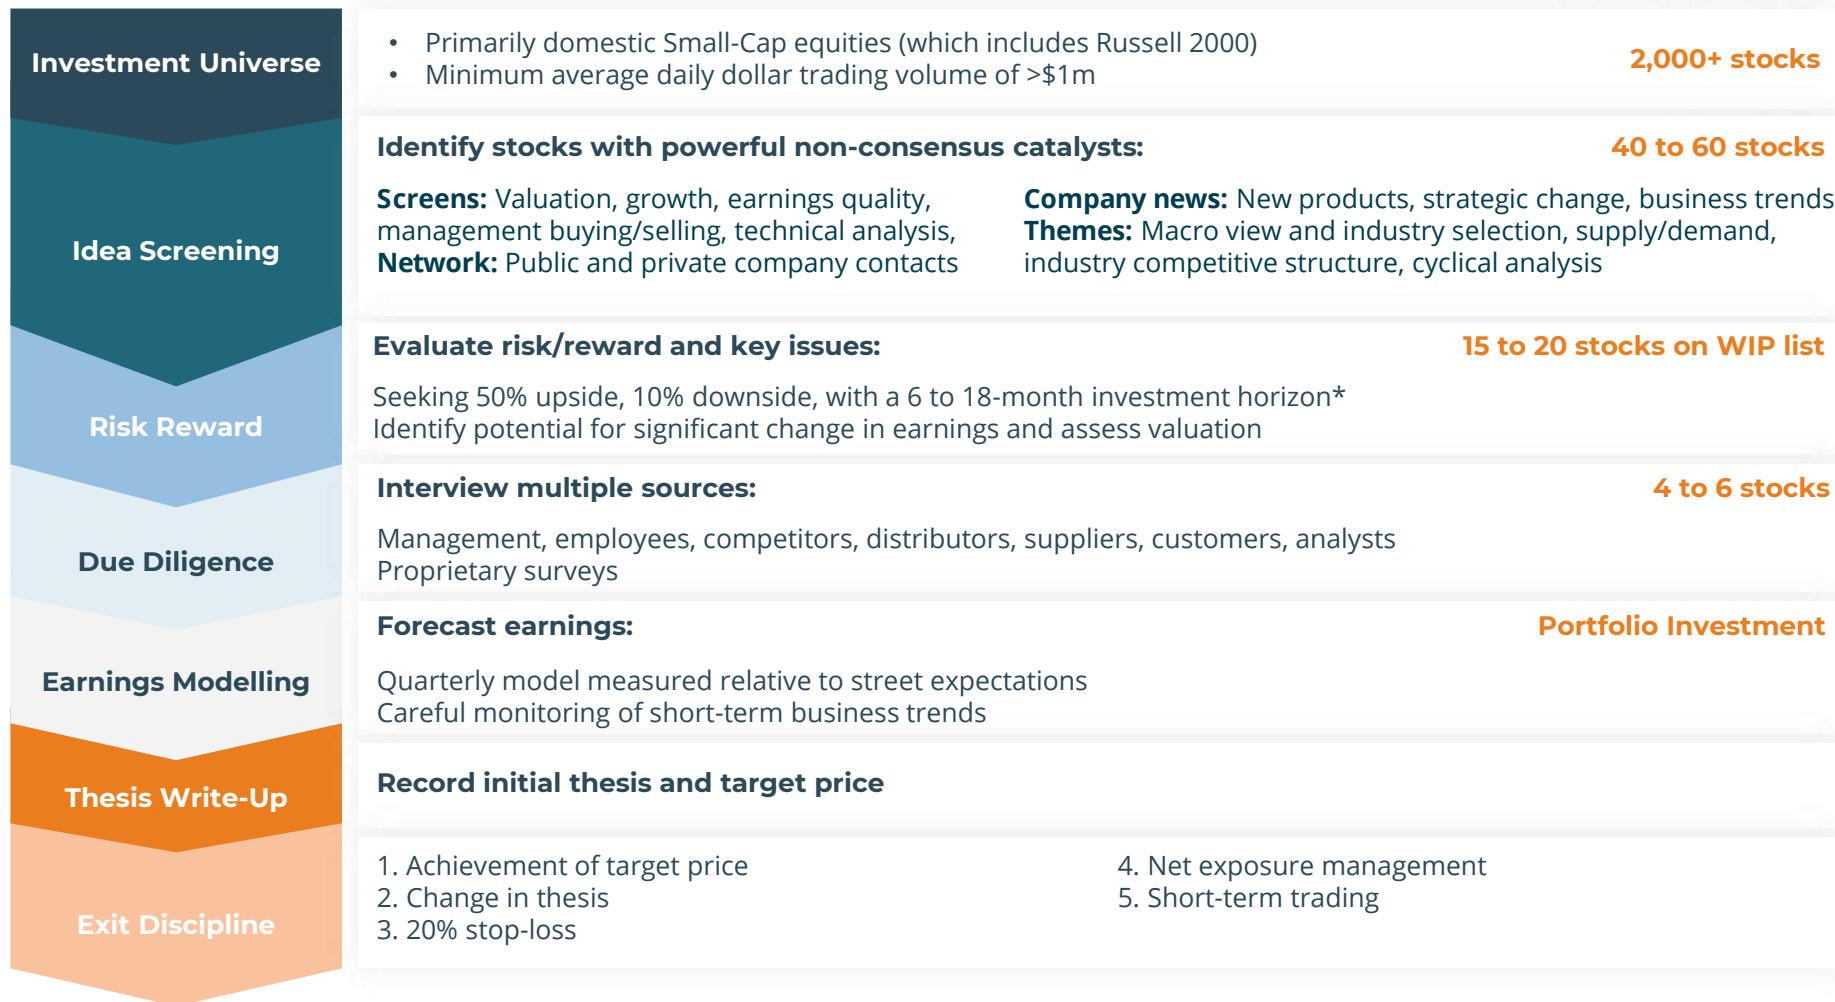 Investment Universe
• Primarily domestic Small-Cap equities (which includes Russell 2000)
• Minimum average daily dollar trading volume of >$1m
2,000+ stocks
Idea Screening
Identify stocks with powerful non-consensus catalysts:
40 to 60 stocks
Screens: Valuation, growth, earnings quality,
management buying/selling, technical analysis,
Network: Public and private company contacts
Company news: New products, strategic change, business trends
Themes: Macro view and industry selection, supply/demand,
industry competitive structure, cyclical analysis
Risk Reward
Evaluate risk/reward and key issues:
15 to 20 stocks on WIP list
Seeking 50% upside, 10% downside, with a 6 to 18-month investment horizon*
Identify potential for significant change in earnings and assess valuation
Due Diligence
Interview multiple sources:
4 to 6 stocks
Management, employees, competitors, distributors, suppliers, customers, analysts
Proprietary surveys
Earnings Modelling
Forecast earnings:
Portfolio Investment
Quarterly model measured relative to street expectations
Careful monitoring of short-term business trends
Thesis Write-Up
Record initial thesis and target price
Exit Discipline
1. Achievement of target price
2. Change in thesis
3. 20% stop-loss
4. Net exposure management
5. Short-term trading